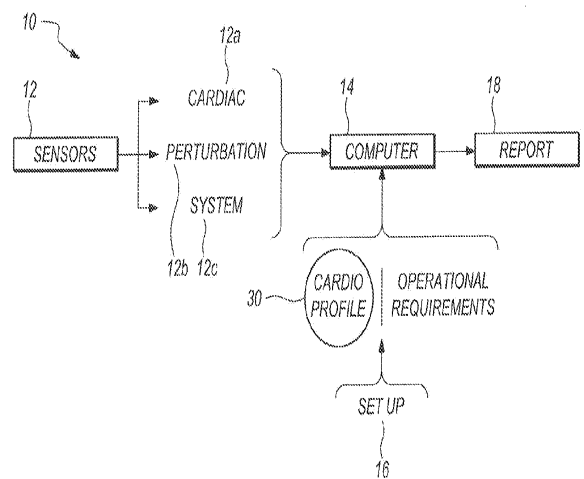 10
12a
12
CARDIAC
14
18
SENSORS
PERTURBATION
COMPUTER
REPORT
SYSTEM
12b
12c
30
CARDIO
PROFILE
OPERATIONAL
REQUIREMENTS
SET UP
16